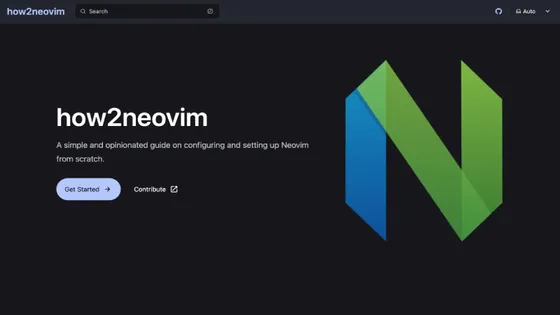 how2neovim
Search
Auto
how2neovim
A simple and opinionated guide on configuring and setting up Neovim
from scratch.
Get Started
Contribute